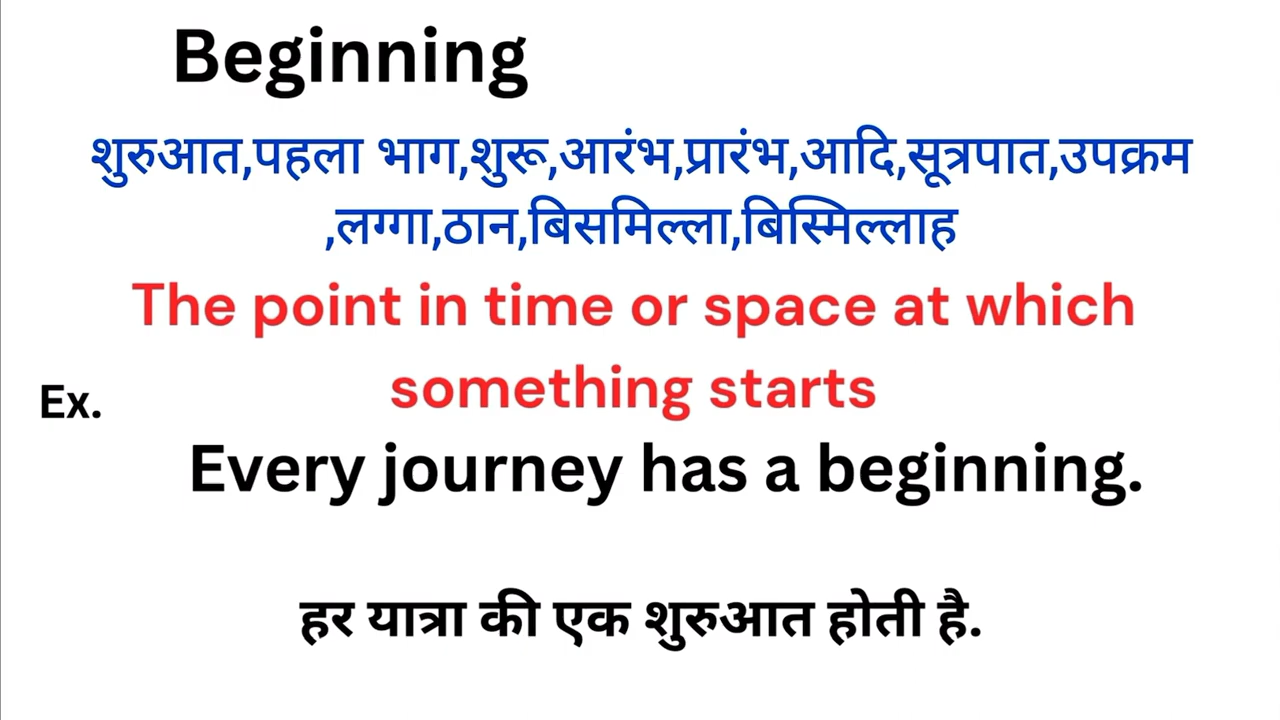 Beginning
शुरुआत,पहला भाग,शुरू,आरंभ,प्रारंभ,आदि,सूत्रपात,उपक्रम
,लग्गा,ठान,बिसमिल्ला,बिस्मिल्लाह
The point in time or space at which
something starts
Ex.
Every journey has a beginning.
हर यात्रा की एक शुरुआत होती है.